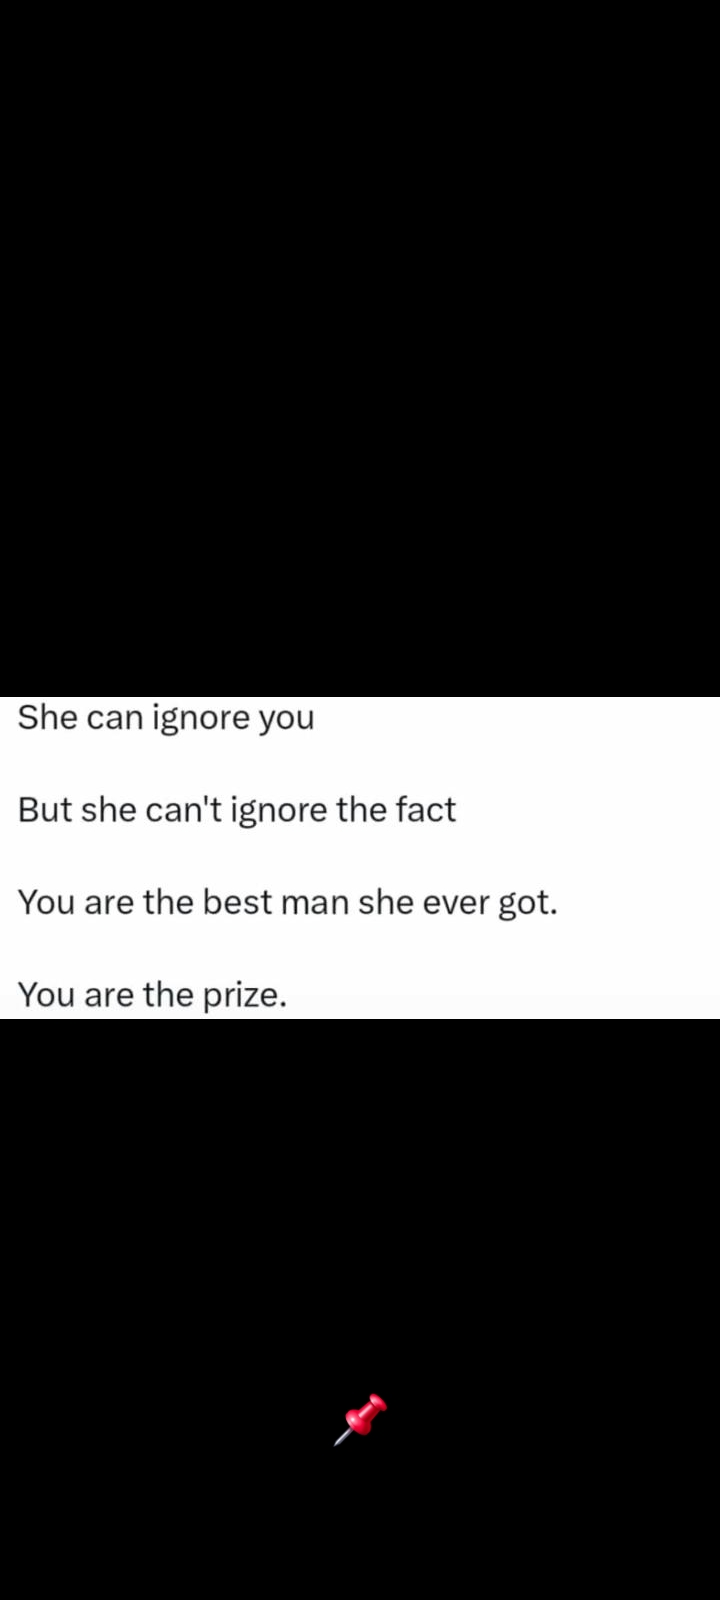 She can ignore you
But she can't ignore the fact
You are the best man she ever got.
You are the prize.